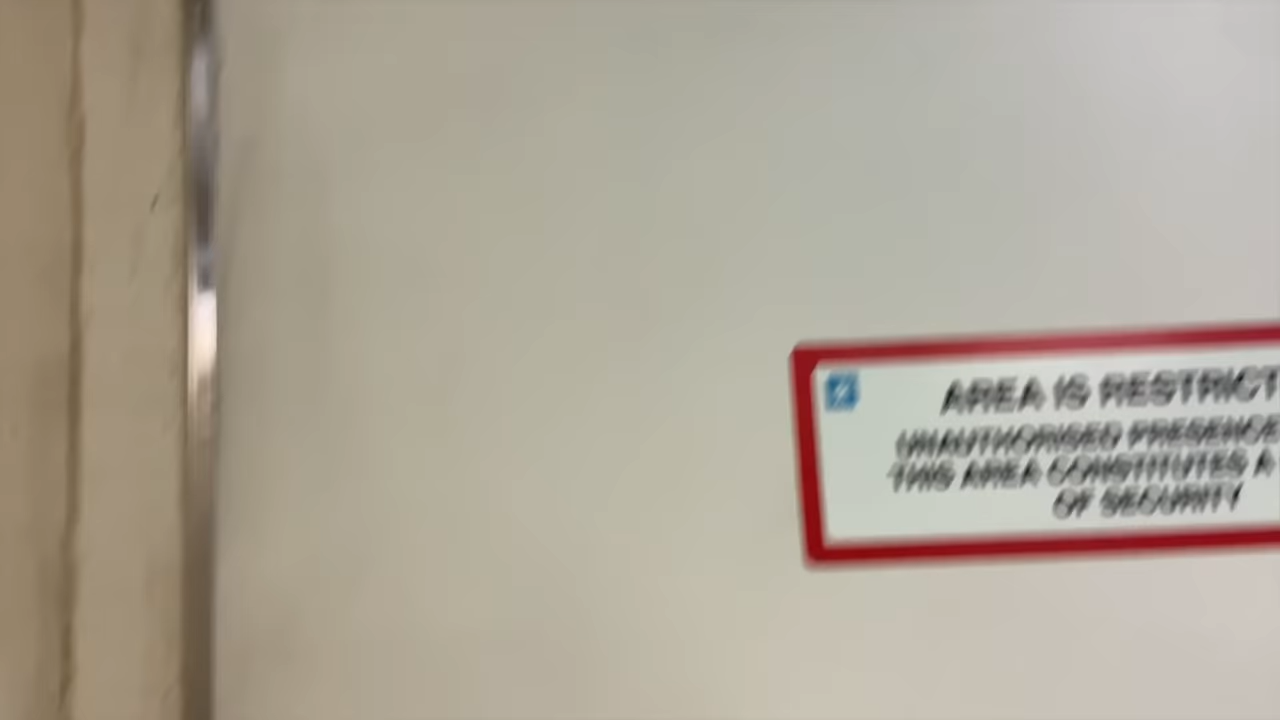 AREA IS RESTRICT
UNAUTHORISED PRESENCE
THIS AREA CONSTITUTES A
OF SECURITY